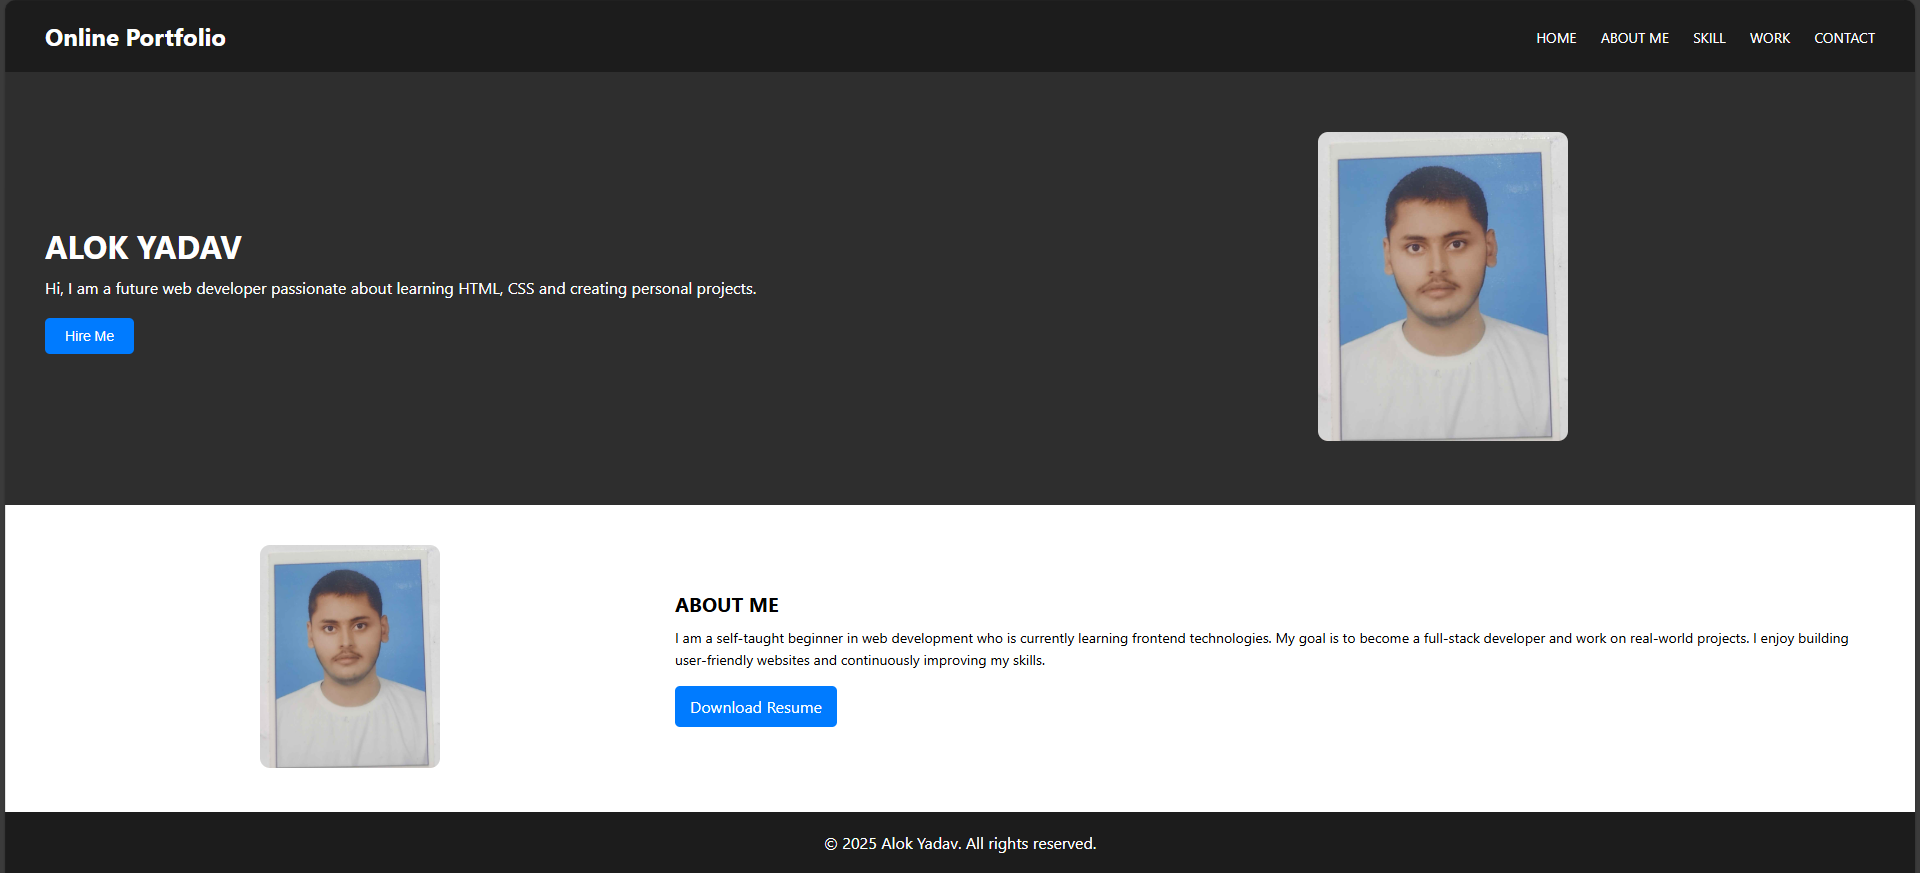 Online Portfolio
HOME ABOUT ME SKILL WORK CONTACT
ALOK YADAV
Hi, I am a future web developer passionate about learning HTML, CSS and creating personal projects.
Hire Me
ABOUT ME
I am a self-taught beginner in web development who is currently learning frontend technologies. My goal is to become a full-stack developer and work on real-world projects. I enjoy building
user-friendly websites and continuously improving my skills.
Download Resume
© 2025 Alok Yadav. All rights reserved.